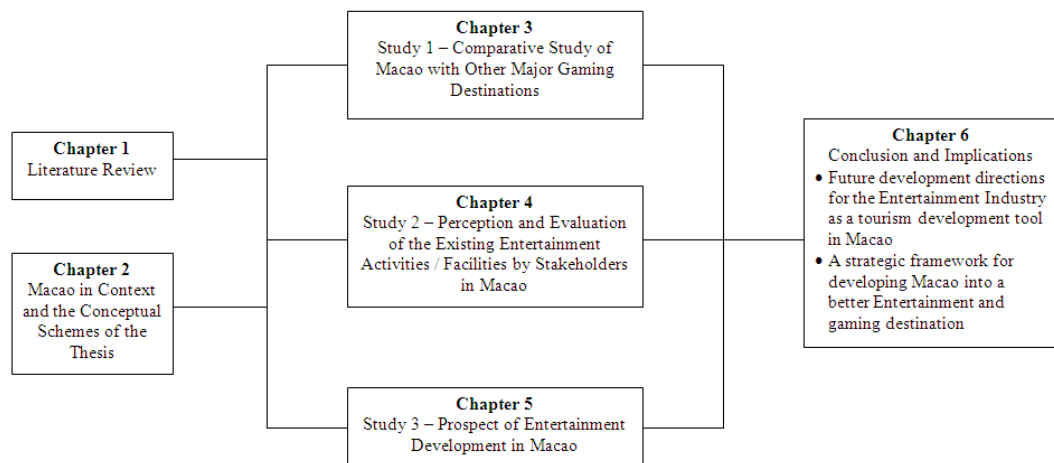 Chapter 1
Literature Review
Chapter 2
Macao in Context
and the Conceptual
Schemes of the
Thesis
Chapter 3
Study 1 – Comparative Study of
Macao with Other Major Gaming
Destinations
Chapter 4
Study 2 – Perception and Evaluation
of the Existing Entertainment
Activities / Facilities by Stakeholders
in Macao
Chapter 5
Study 3 – Prospect of Entertainment
Development in Macao
Chapter 6
Conclusion and Implications
• Future development directions
for the Entertainment Industry
as a tourism development tool
in Macao
• A strategic framework for
developing Macao into a
better Entertainment and
gaming destination